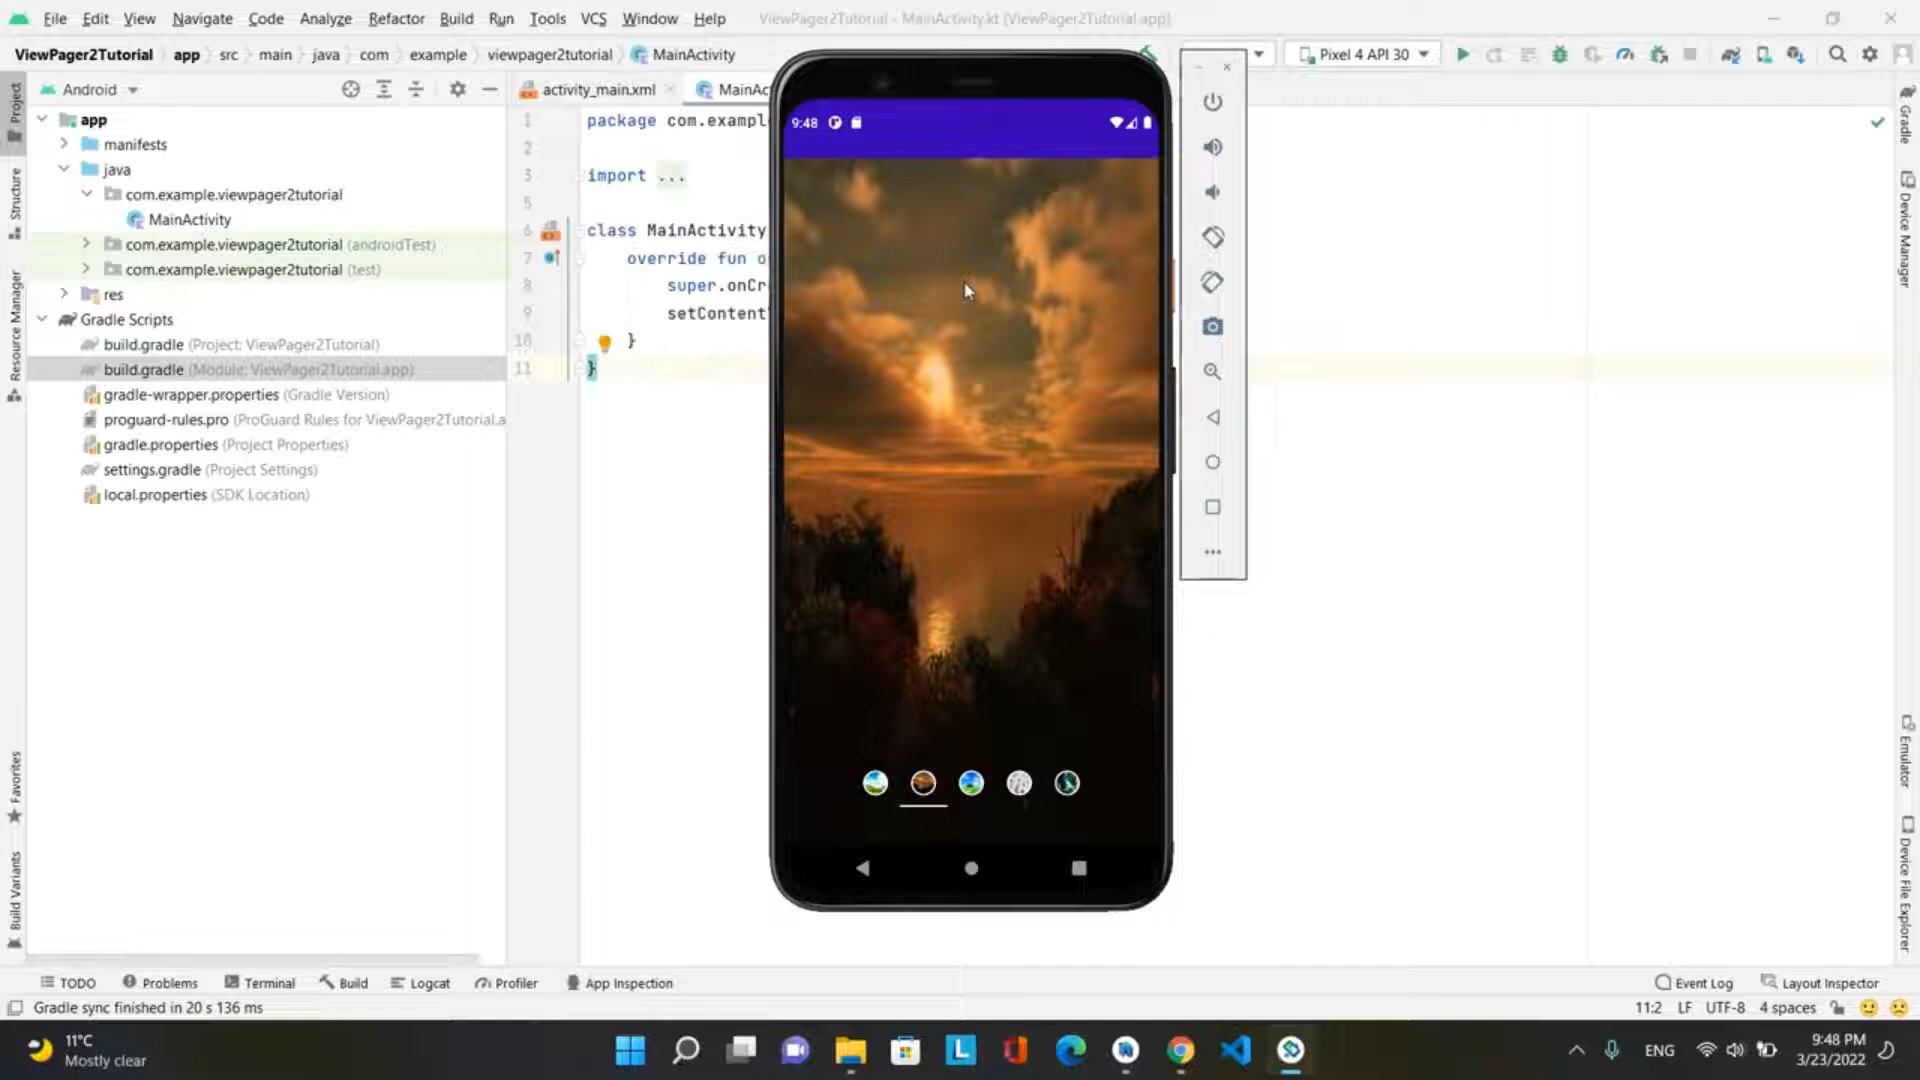 File Edit View Navigate Code Analyze Refactor Build Run Tools VCS Window Help ViewPager2Tutorial - MainActivity.kt [ViewPager2Tutorial.app]
ViewPager2Tutorial app src main java com example viewpager2tutorial MainActivity Pixel 4 API 30
Android activity_main.xml MainAc
1 package com.exampl
2
3 import ...
5
6 class MainActivity
7 override fun o
8 super.onCr
9 setContent
10 }
11 }
app
manifests
java
com.example.viewpager2tutorial
MainActivity
com.example.viewpager2tutorial (androidTest)
com.example.viewpager2tutorial (test)
res
Gradle Scripts
build.gradle (Project: ViewPager2Tutorial)
build.gradle (Module: ViewPager2Tutorial.app)
gradle-wrapper.properties (Gradle Version)
proguard-rules.pro (ProGuard Rules for ViewPager2Tutorial.a
gradle.properties (Project Properties)
settings.gradle (Project Settings)
local.properties (SDK Location)
Project
Structure
Resource Manager
Favorites
Build Variants
9:48
Gradle
Device Manager
Emulator
Device File Explorer
TODO Problems Terminal Build Logcat Profiler App Inspection Event Log Layout Inspector
Gradle sync finished in 20 s 136 ms 11:2 LF UTF-8 4 spaces
11°C
Mostly clear
ENG
9:48 PM
3/23/2022